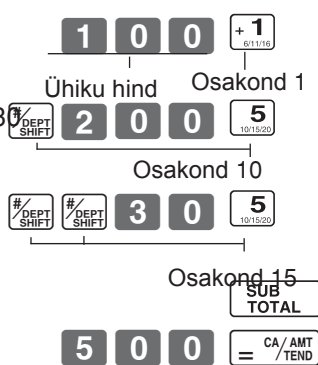 1 0 0 + 1 6/11/16
Ühiku hind Osakond 1
#/DEPT SHIFT 2 0 0 5 10/15/20
Osakond 10
#/DEPT SHIFT #/DEPT SHIFT 3 0 5 10/15/20
Osakond 15
SUB TOTAL
5 0 0 = CA/AMT /TEND